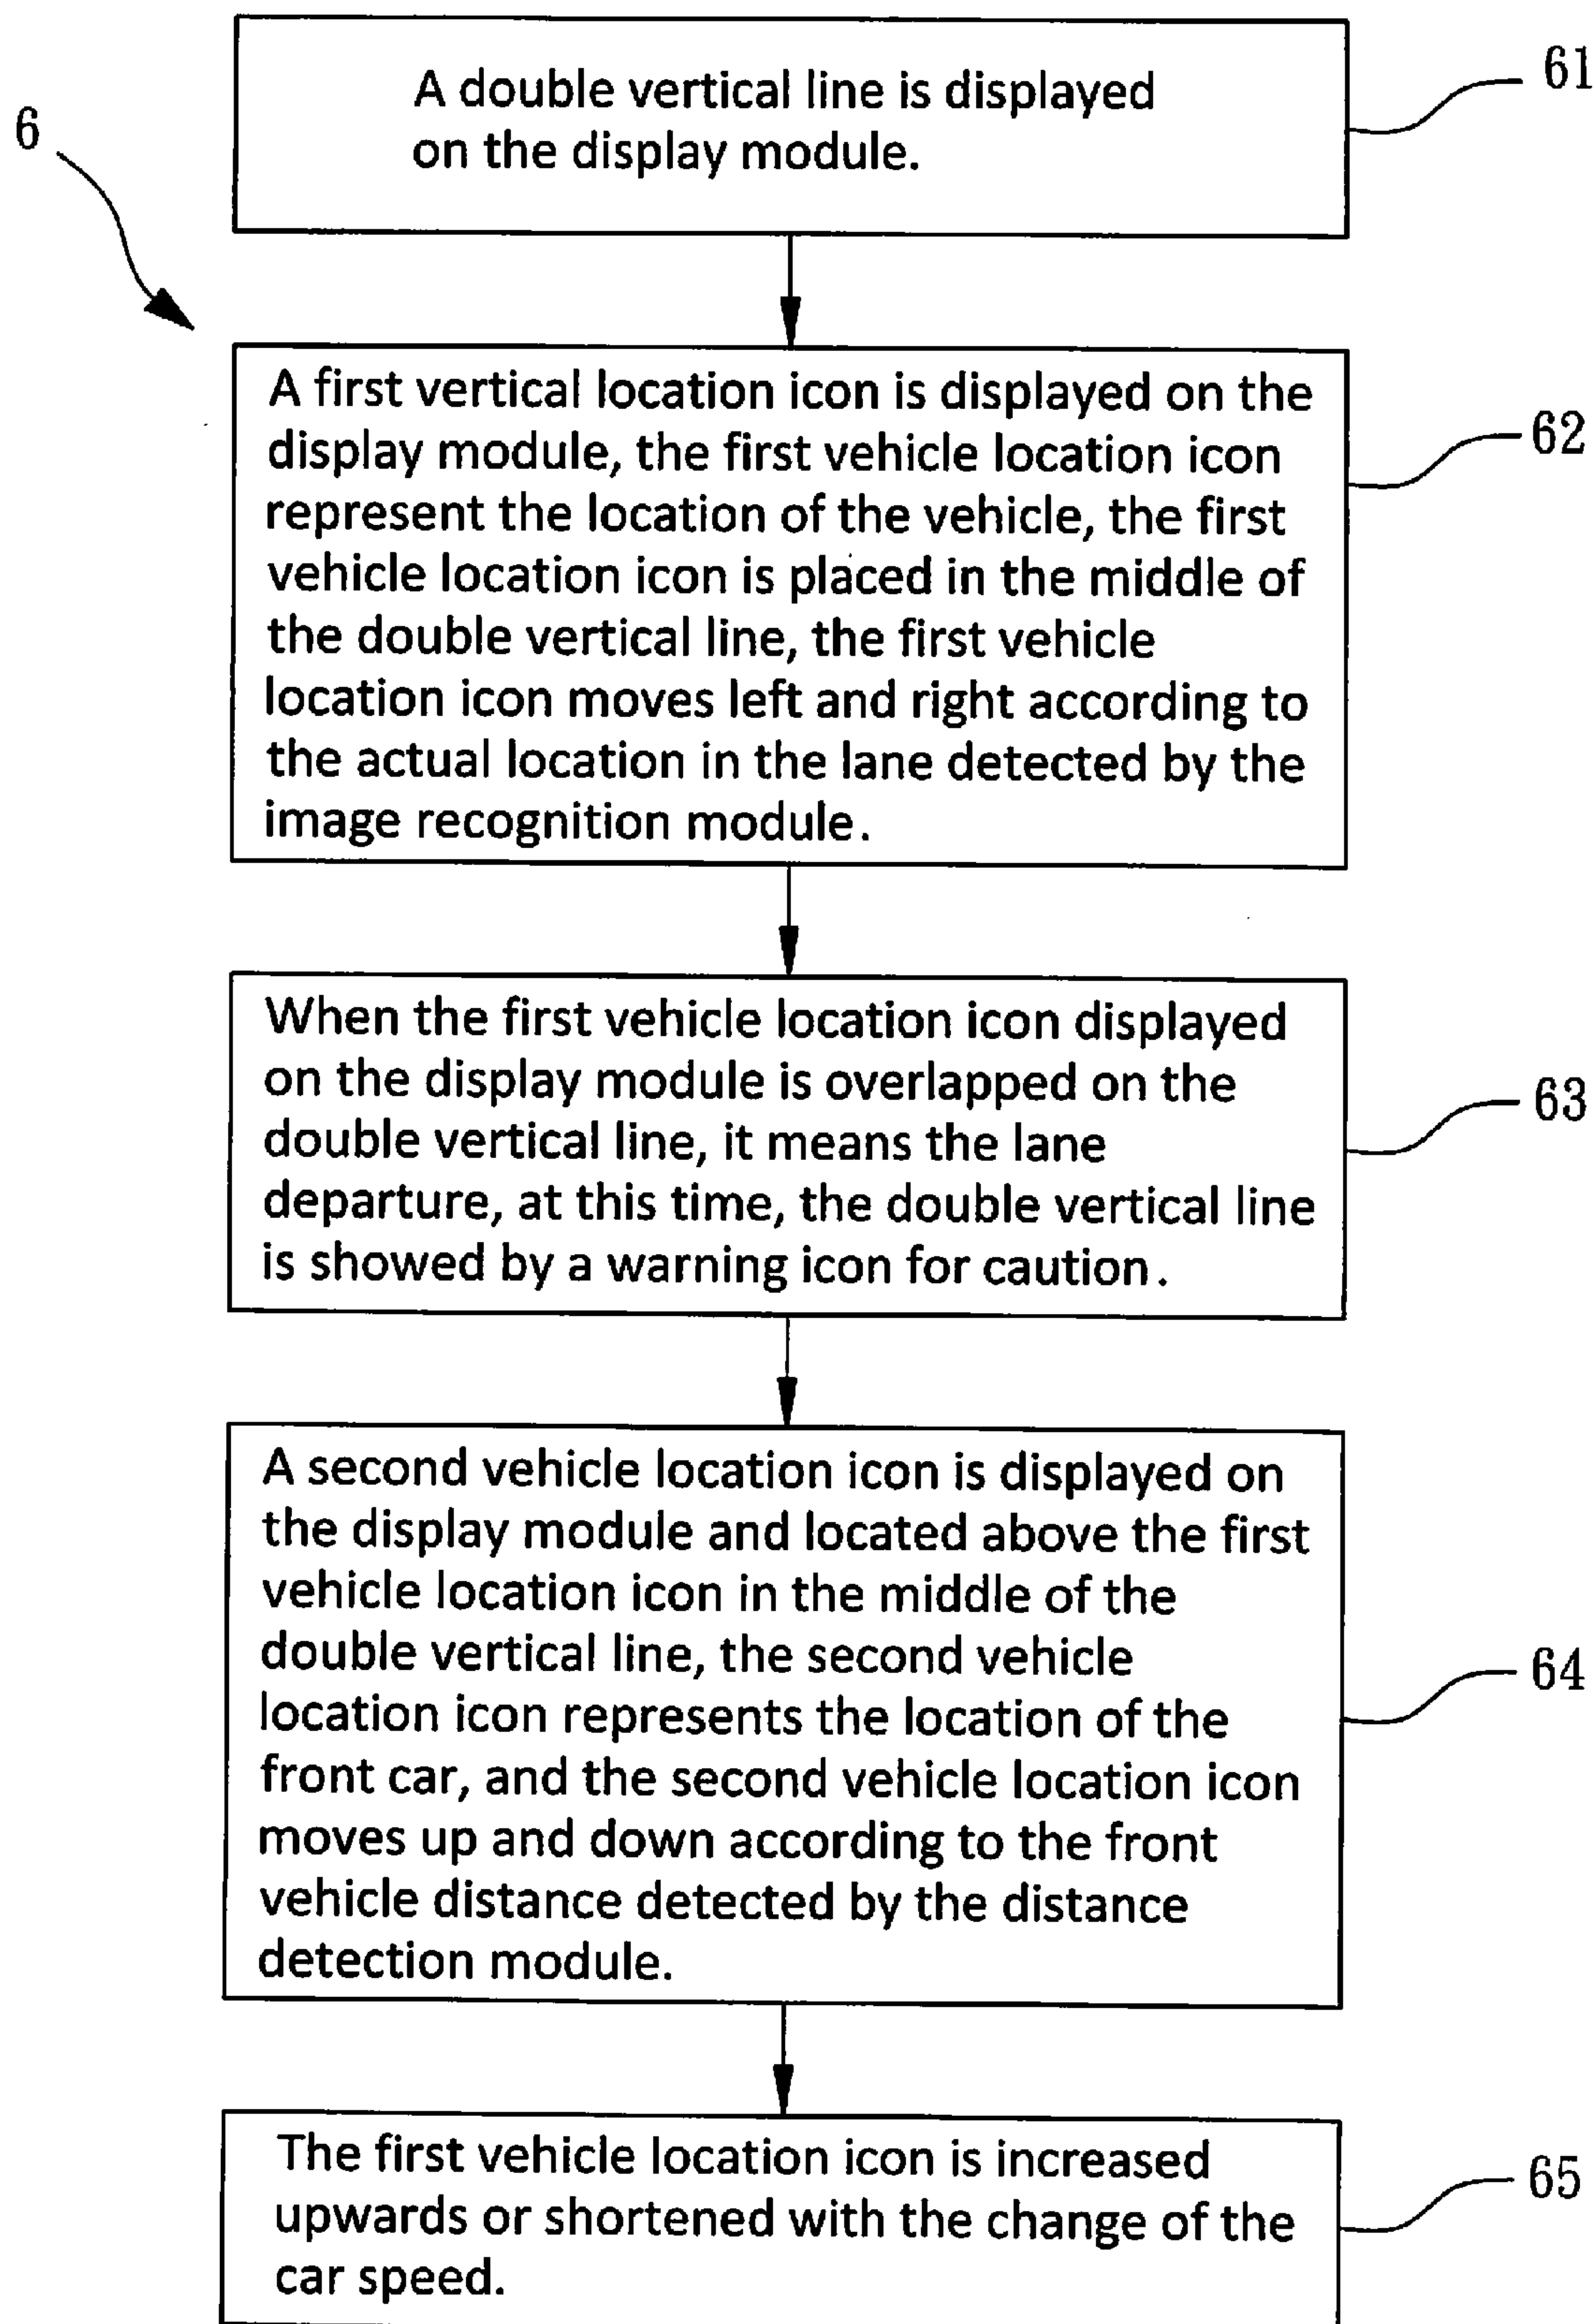 6
A double vertical line is displayed
on the display module.
61
A first vertical location icon is displayed on the
display module, the first vehicle location icon
represent the location of the vehicle, the first
vehicle location icon is placed in the middle of
the double vertical line, the first vehicle
location icon moves left and right according to
the actual location in the lane detected by the
image recognition module.
62
When the first vehicle location icon displayed
on the display module is overlapped on the
double vertical line, it means the lane
departure, at this time, the double vertical line
is showed by a warning icon for caution.
63
A second vehicle location icon is displayed on
the display module and located above the first
vehicle location icon in the middle of the
double vertical line, the second vehicle
location icon represents the location of the
front car, and the second vehicle location icon
moves up and down according to the front
vehicle distance detected by the distance
detection module.
64
The first vehicle location icon is increased
upwards or shortened with the change of the
car speed.
65